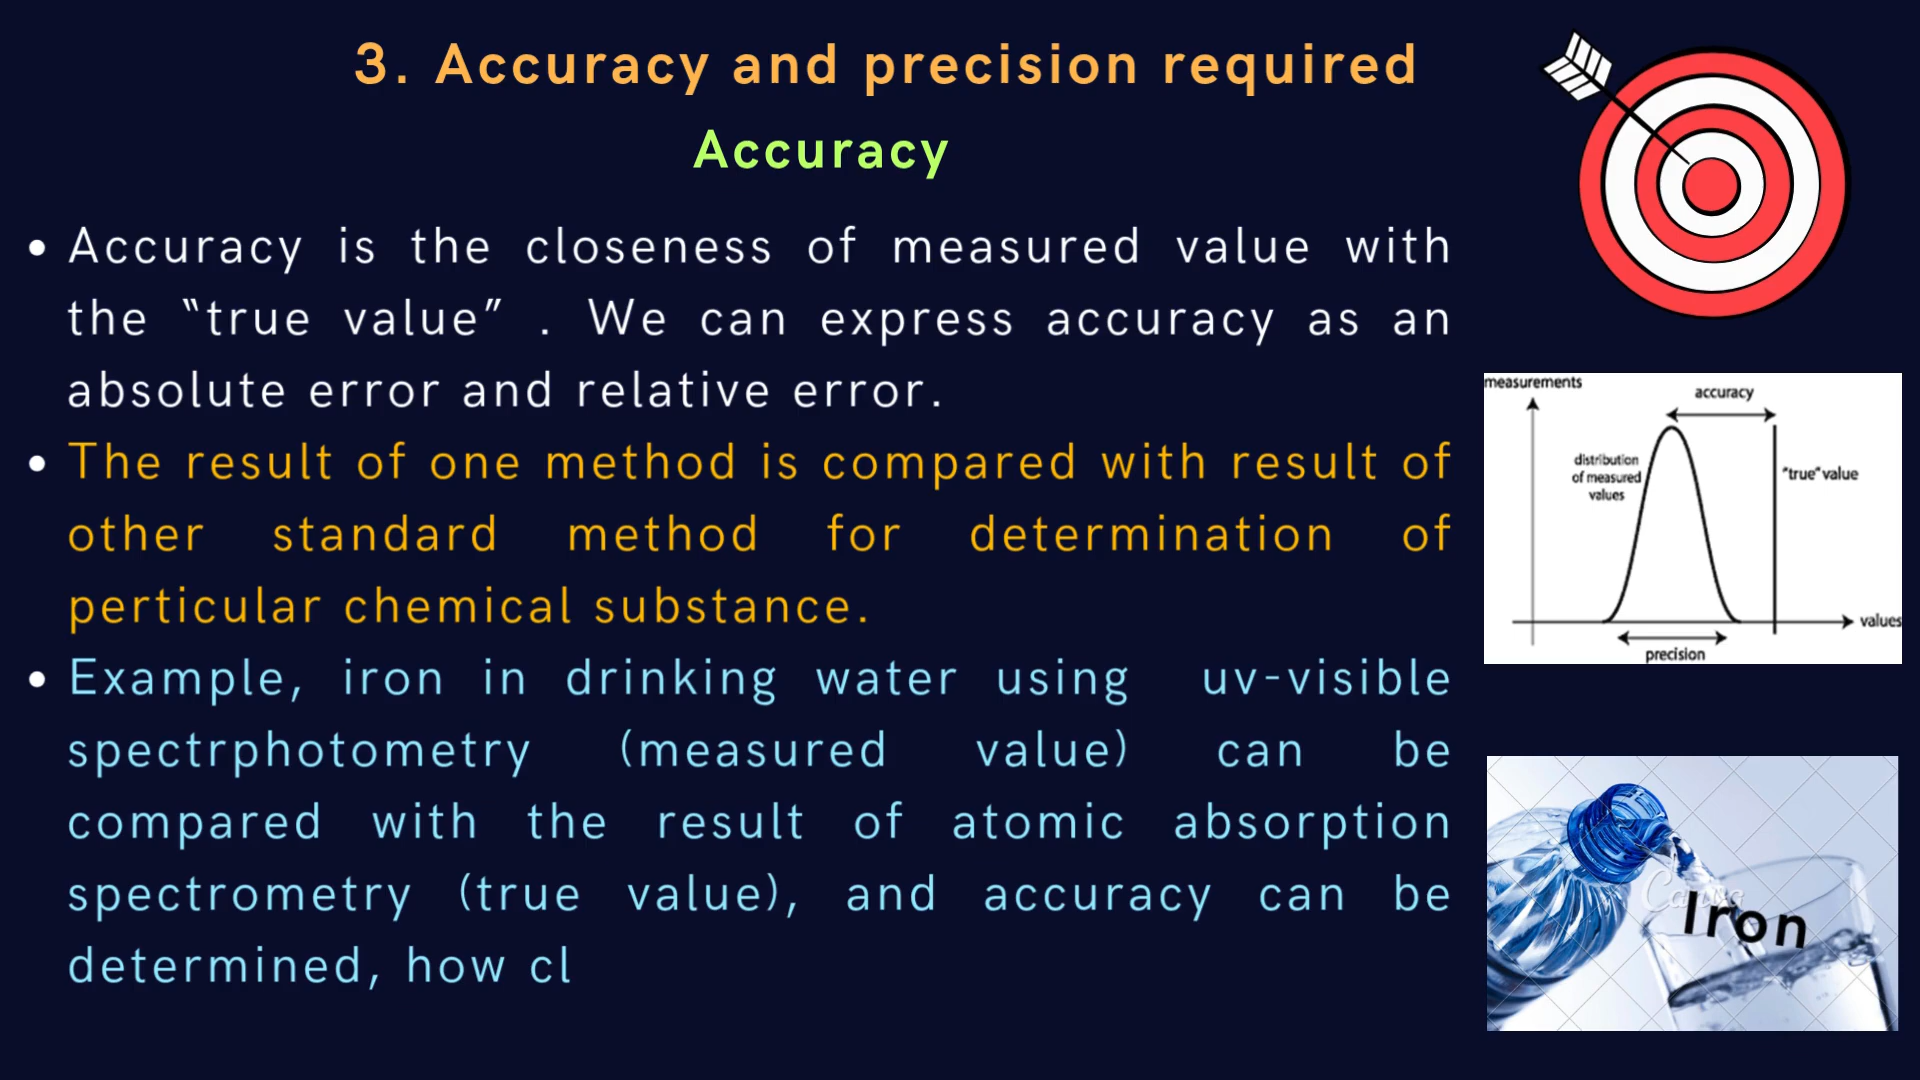 3. Accuracy and precision required
Accuracy
• Accuracy is the closeness of measured value with
the “true value” . We can express accuracy as an
absolute error and relative error.
• The result of one method is compared with result of
other standard method for determination of
perticular chemical substance.
• Example, iron in drinking water using uv-visible
spectrphotometry (measured value) can be
compared with the result of atomic absorption
spectrometry (true value), and accuracy can be
determined, how cl
measurements
accuracy
distribution
of measured
values
"true" value
values
precision
Canva
Iron